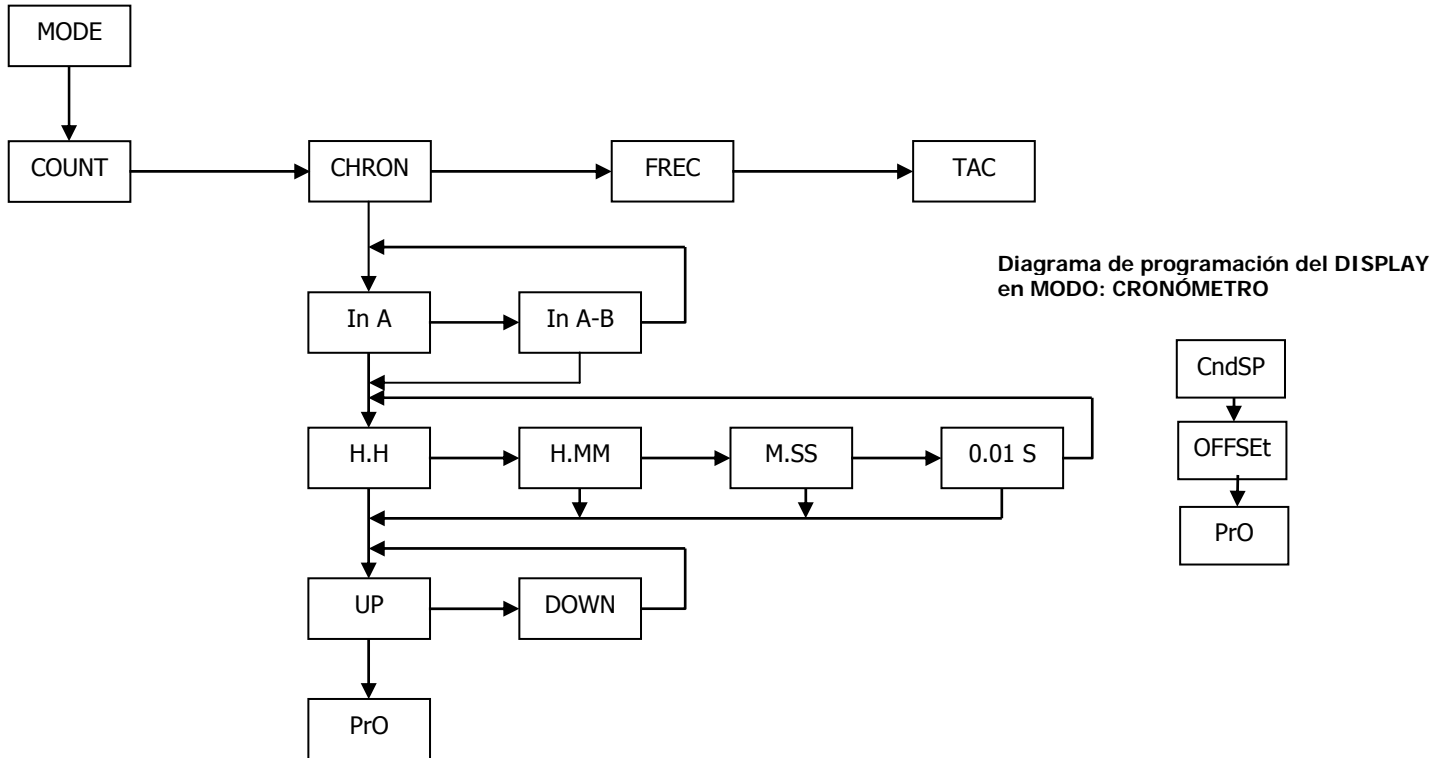 MODE
COUNT
CHRON
FREC
TAC
Diagrama de programación del DISPLAY
en MODO: CRONÓMETRO
In A
In A-B
CndSP
OFFSEt
PrO
H.H
H.MM
M.SS
0.01 S
UP
DOWN
PrO